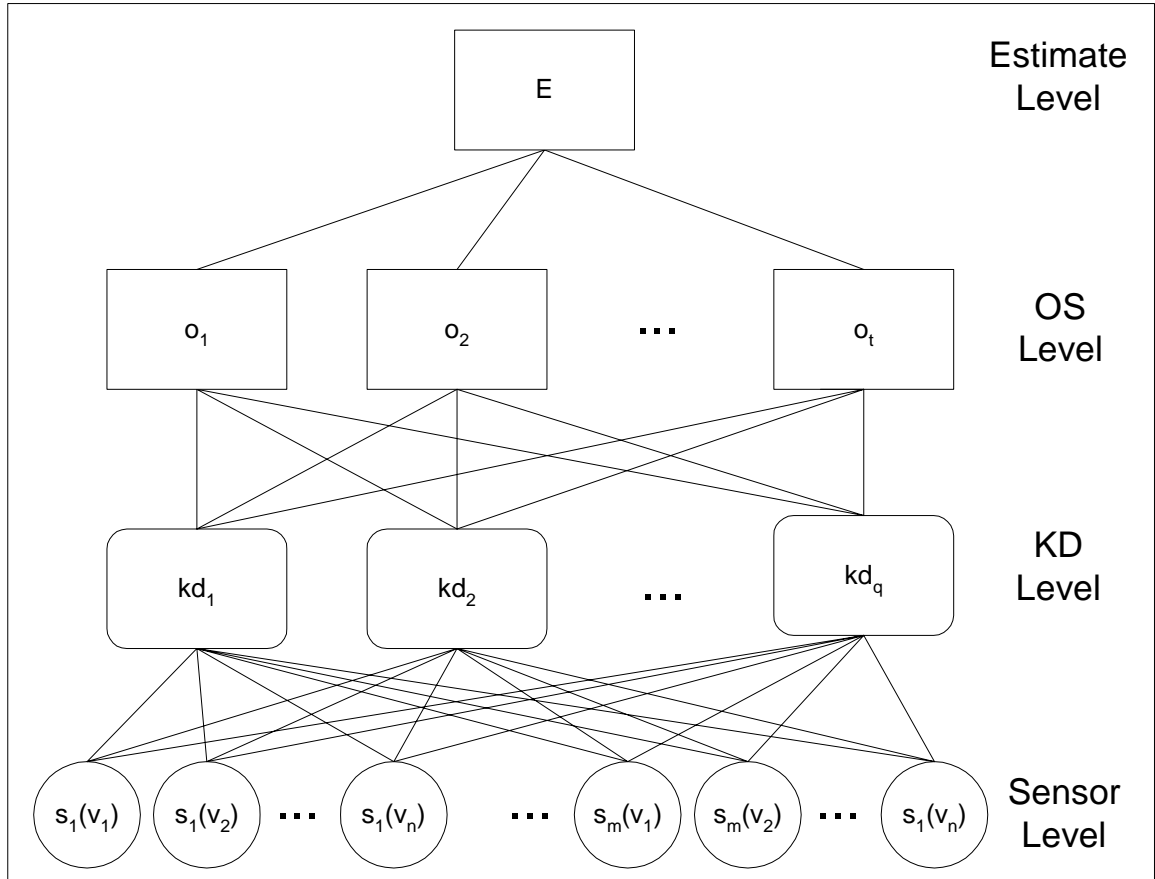 E
Estimate
Level
o₁
o₂
...
oₜ
OS
Level
kd₁
kd₂
...
kd_q
KD
Level
s₁(v₁)
s₁(v₂)
...
s₁(vₙ)
...
sₘ(v₁)
sₘ(v₂)
...
s₁(vₙ)
Sensor
Level